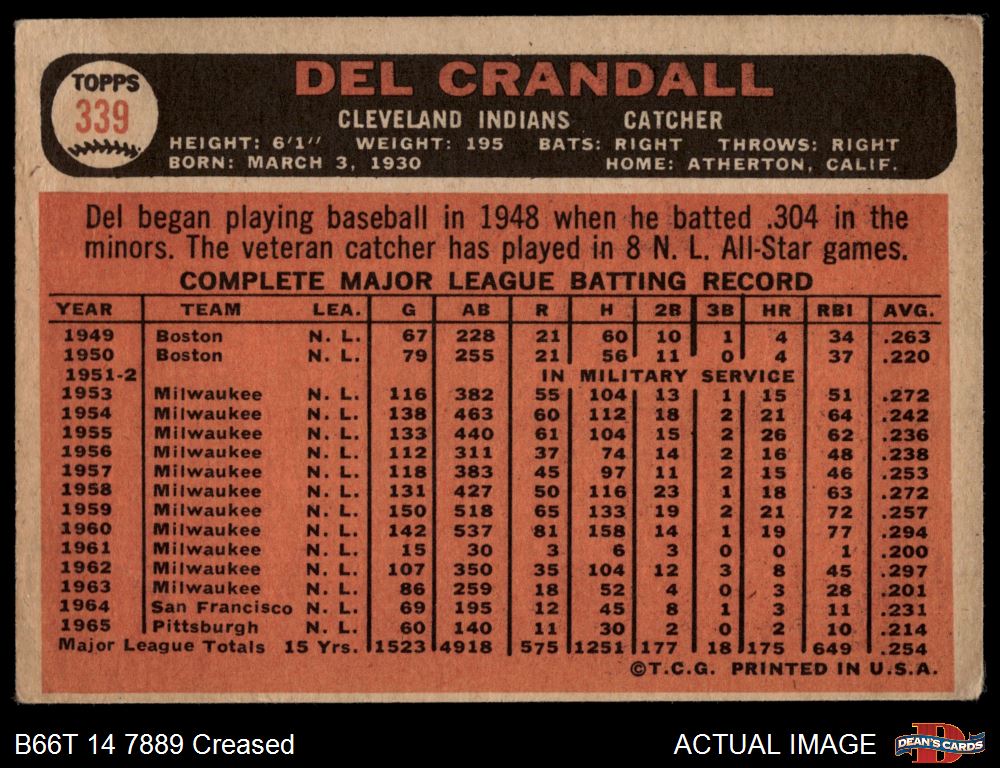 TOPPS
339
DEL CRANDALL
CLEVELAND INDIANS CATCHER
HEIGHT: 6'1" WEIGHT: 195 BATS: RIGHT THROWS: RIGHT
BORN: MARCH 3, 1930 HOME: ATHERTON, CALIF.
Del began playing baseball in 1948 when he batted .304 in the
minors. The veteran catcher has played in 8 N. L. All-Star games.
COMPLETE MAJOR LEAGUE BATTING RECORD
YEAR TEAM LEA. G AB R H 2B 3B HR RBI AVG.
1949 Boston N. L. 67 228 21 60 10 1 4 34 .263
1950 Boston N. L. 79 255 21 56 11 0 4 37 .220
1951-2 IN MILITARY SERVICE
1953 Milwaukee N. L. 116 382 55 104 13 1 15 51 .272
1954 Milwaukee N. L. 138 463 60 112 18 2 21 64 .242
1955 Milwaukee N. L. 133 440 61 104 15 2 26 62 .236
1956 Milwaukee N. L. 112 311 37 74 14 2 16 48 .238
1957 Milwaukee N. L. 118 383 45 97 11 2 15 46 .253
1958 Milwaukee N. L. 131 427 50 116 23 1 18 63 .272
1959 Milwaukee N. L. 150 518 65 133 19 2 21 72 .257
1960 Milwaukee N. L. 142 537 81 158 14 1 19 77 .294
1961 Milwaukee N. L. 15 30 3 6 3 0 0 1 .200
1962 Milwaukee N. L. 107 350 35 104 12 3 8 45 .297
1963 Milwaukee N. L. 86 259 18 52 4 0 3 28 .201
1964 San Francisco N. L. 69 195 12 45 8 1 3 11 .231
1965 Pittsburgh N. L. 60 140 11 30 2 0 2 10 .214
Major League Totals 15 Yrs. 1523 4918 575 1251 177 18 175 649 .254
©T.C.G. PRINTED IN U.S.A.
B66T 14 7889 Creased ACTUAL IMAGE
DEAN'S CARDS